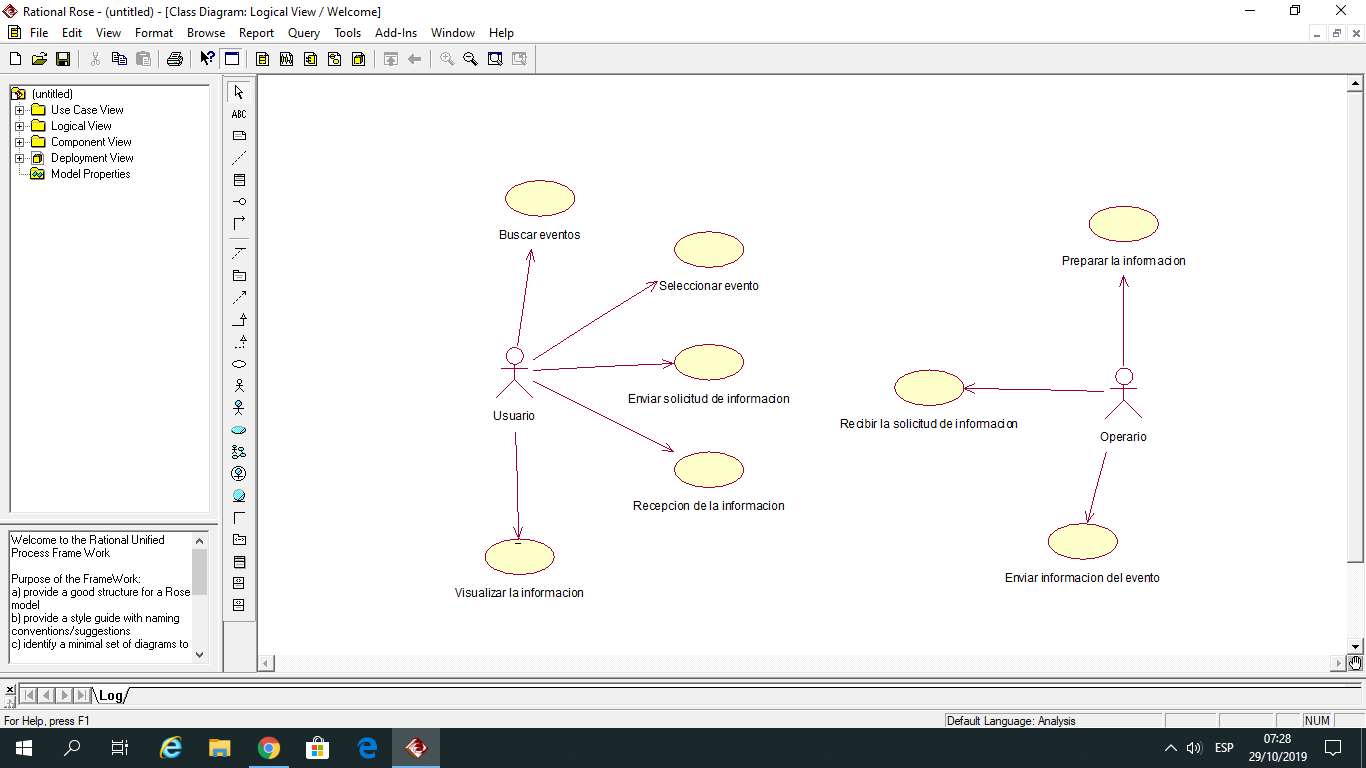 Rational Rose - (untitled) - [Class Diagram: Logical View / Welcome]
File Edit View Format Browse Report Query Tools Add-Ins Window Help
(untitled)
Use Case View
Logical View
Component View
Deployment View
Model Properties
ABC
Buscar eventos
Seleccionar evento
Enviar solicitud de informacion
Usuario
Recepcion de la informacion
Visualizar la informacion
Preparar la informacion
Recibir la solicitud de informacion
Operario
Enviar informacion del evento
Welcome to the Rational Unified
Process Frame Work
Purpose of the FrameWork:
a) provide a good structure for a Rose
model
b) provide a style guide with naming
conventions/suggestions
c) identify a minimal set of diagrams to
Log
For Help, press F1
Default Language: Analysis
NUM
ESP
07:28
29/10/2019